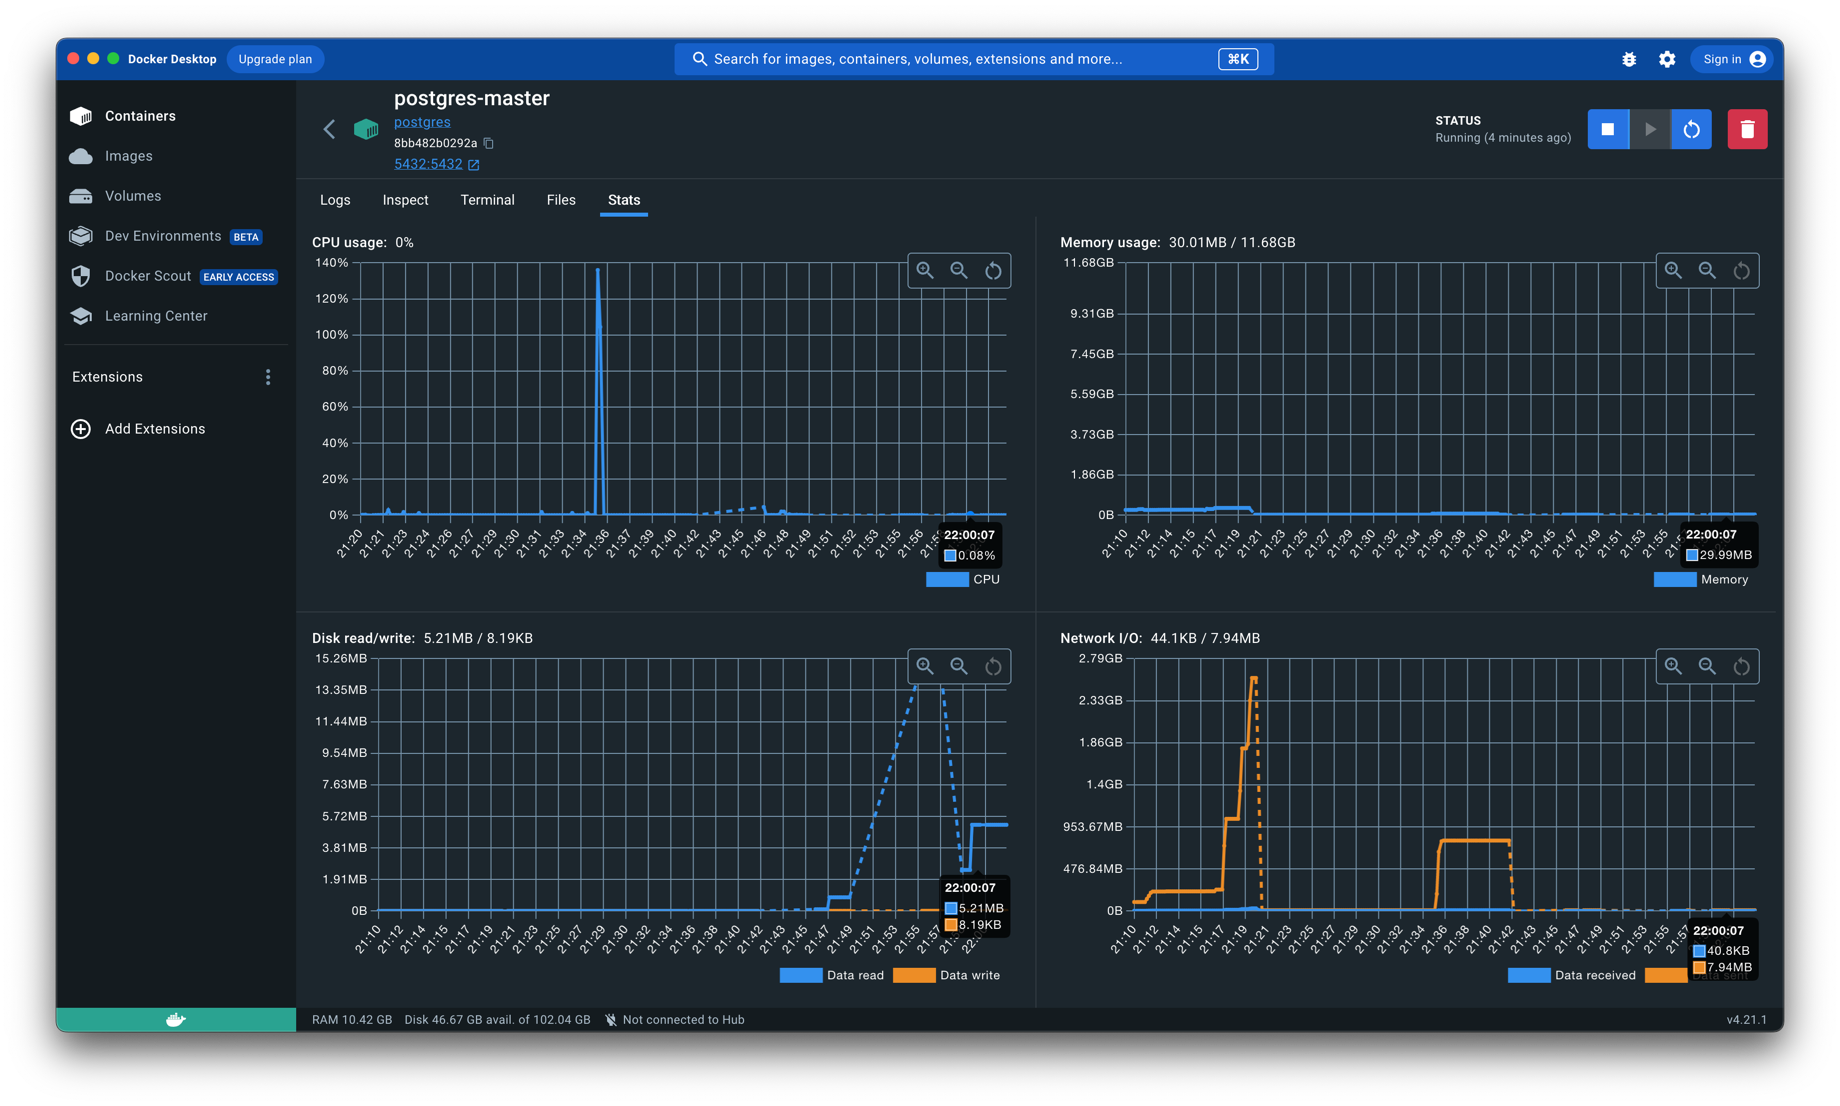 Docker Desktop
Upgrade plan
Search for images, containers, volumes, extensions and more...
⌘K
Sign in
Containers
Images
Volumes
Dev Environments BETA
Docker Scout EARLY ACCESS
Learning Center
Extensions
Add Extensions
postgres-master
postgres
8bb482b0292a
5432:5432
STATUS
Running (4 minutes ago)
Logs Inspect Terminal Files Stats
CPU usage: 0%
140%
120%
100%
80%
60%
40%
20%
0%
21:20 21:21 21:23 21:24 21:26 21:27 21:29 21:30 21:31 21:33 21:34 21:36 21:37 21:39 21:40 21:42 21:43 21:45 21:46 21:48 21:49 21:51 21:52 21:53 21:55 21:56
22:00:07
0.08%
CPU
Memory usage: 30.01MB / 11.68GB
11.68GB
9.31GB
7.45GB
5.59GB
3.73GB
1.86GB
0B
21:10 21:12 21:14 21:15 21:17 21:19 21:21 21:23 21:25 21:27 21:29 21:30 21:32 21:34 21:36 21:38 21:40 21:42 21:43 21:45 21:47 21:49 21:51 21:53 21:55
22:00:07
29.99MB
Memory
Disk read/write: 5.21MB / 8.19KB
15.26MB
13.35MB
11.44MB
9.54MB
7.63MB
5.72MB
3.81MB
1.91MB
0B
21:10 21:12 21:14 21:15 21:17 21:19 21:21 21:23 21:25 21:27 21:29 21:30 21:32 21:34 21:36 21:38 21:40 21:42 21:43 21:45 21:47 21:49 21:51 21:53 21:55 21:57
22:00:07
5.21MB
8.19KB
Data read Data write
Network I/O: 44.1KB / 7.94MB
2.79GB
2.33GB
1.86GB
1.4GB
953.67MB
476.84MB
0B
21:10 21:12 21:14 21:15 21:17 21:19 21:21 21:23 21:25 21:27 21:29 21:30 21:32 21:34 21:36 21:38 21:40 21:42 21:43 21:45 21:47 21:49 21:51 21:53 21:55
22:00:07
40.8KB
7.94MB
Data received Data sent
RAM 10.42 GB Disk 46.67 GB avail. of 102.04 GB Not connected to Hub
v4.21.1